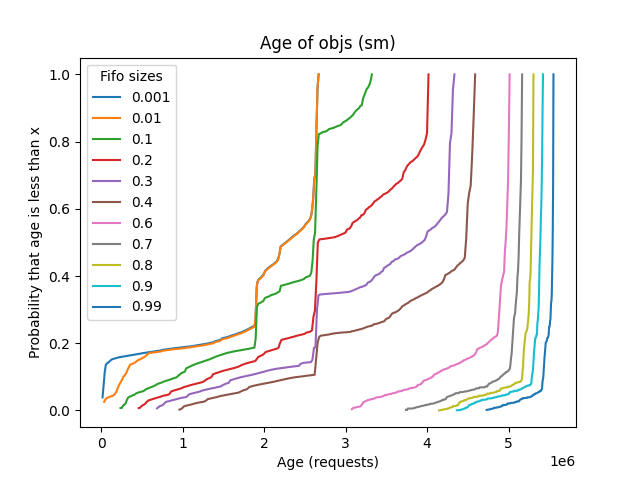 Age of objs (sm)
Probability that age is less than x
1.0
0.8
0.6
0.4
0.2
0.0
Fifo sizes
0.001
0.01
0.1
0.2
0.3
0.4
0.6
0.7
0.8
0.9
0.99
0 1 2 3 4 5
1e6
Age (requests)